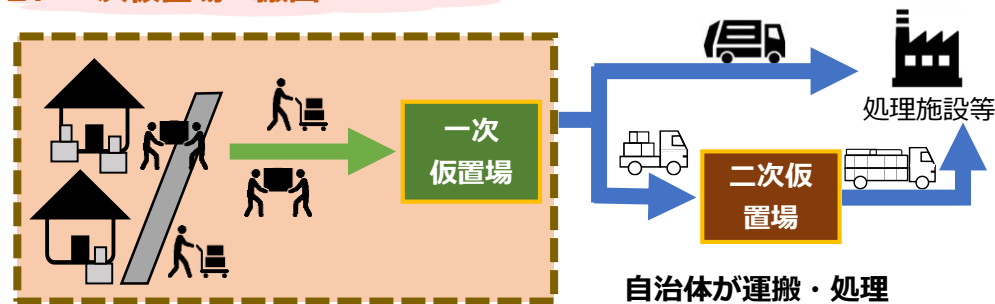 一次
仮置場
処理施設等
二次仮
置場
自治体が運搬・処理